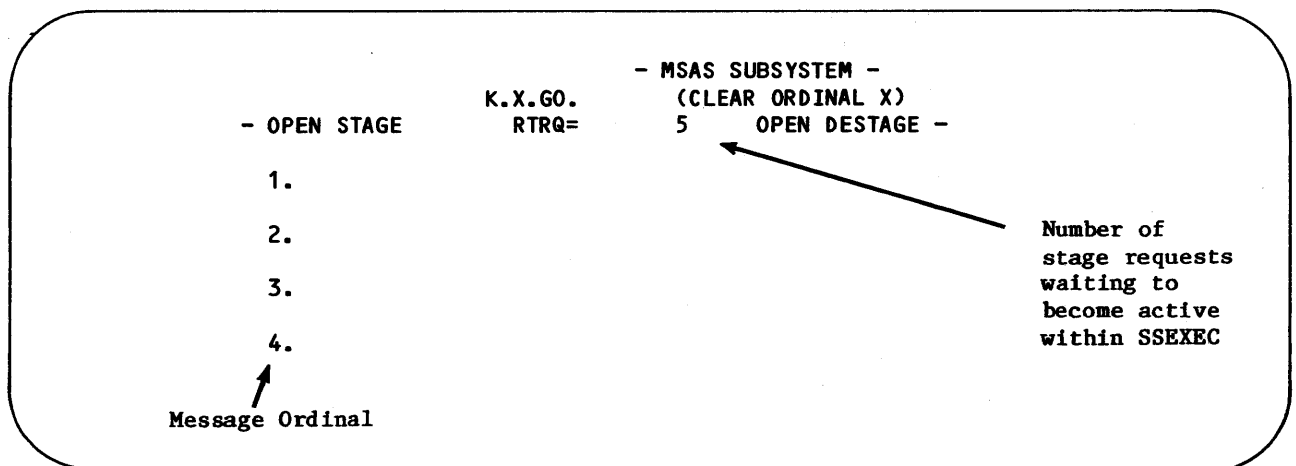 - MSAS SUBSYSTEM -
K.X.GO. (CLEAR ORDINAL X)
- OPEN STAGE RTRQ= 5 OPEN DESTAGE -
1.
2.
3.
4.
Number of
stage requests
waiting to
become active
within SSEXEC
Message Ordinal